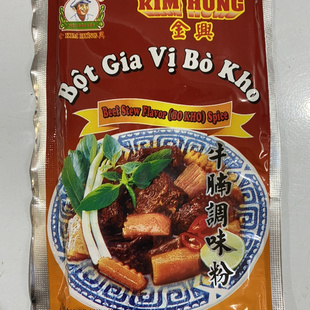 KIM HUNG
金興
KIM HUNG
Bột Gia Vị Bò Kho
Beef Stew Flavor (BO KHO) Spice
牛腩調味粉